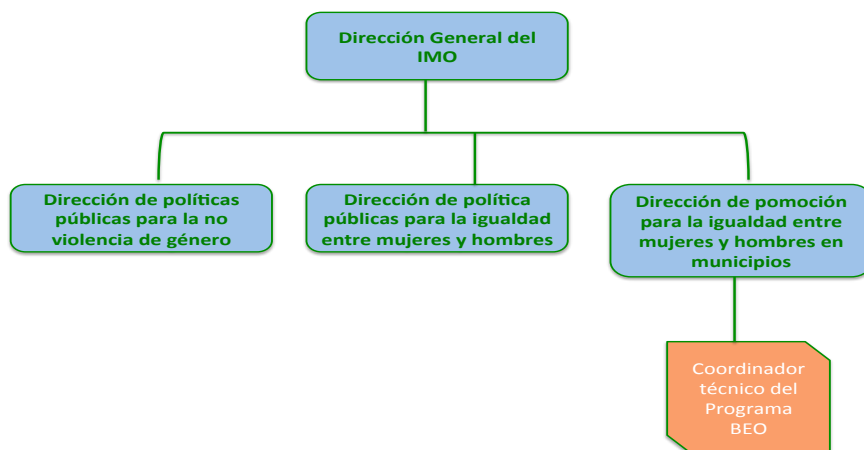 Dirección General del
IMO
Dirección de políticas
públicas para la no
violencia de género
Dirección de política
públicas para la igualdad
entre mujeres y hombres
Dirección de pomoción
para la igualdad entre
mujeres y hombres en
municipios
Coordinador
técnico del
Programa
BEO